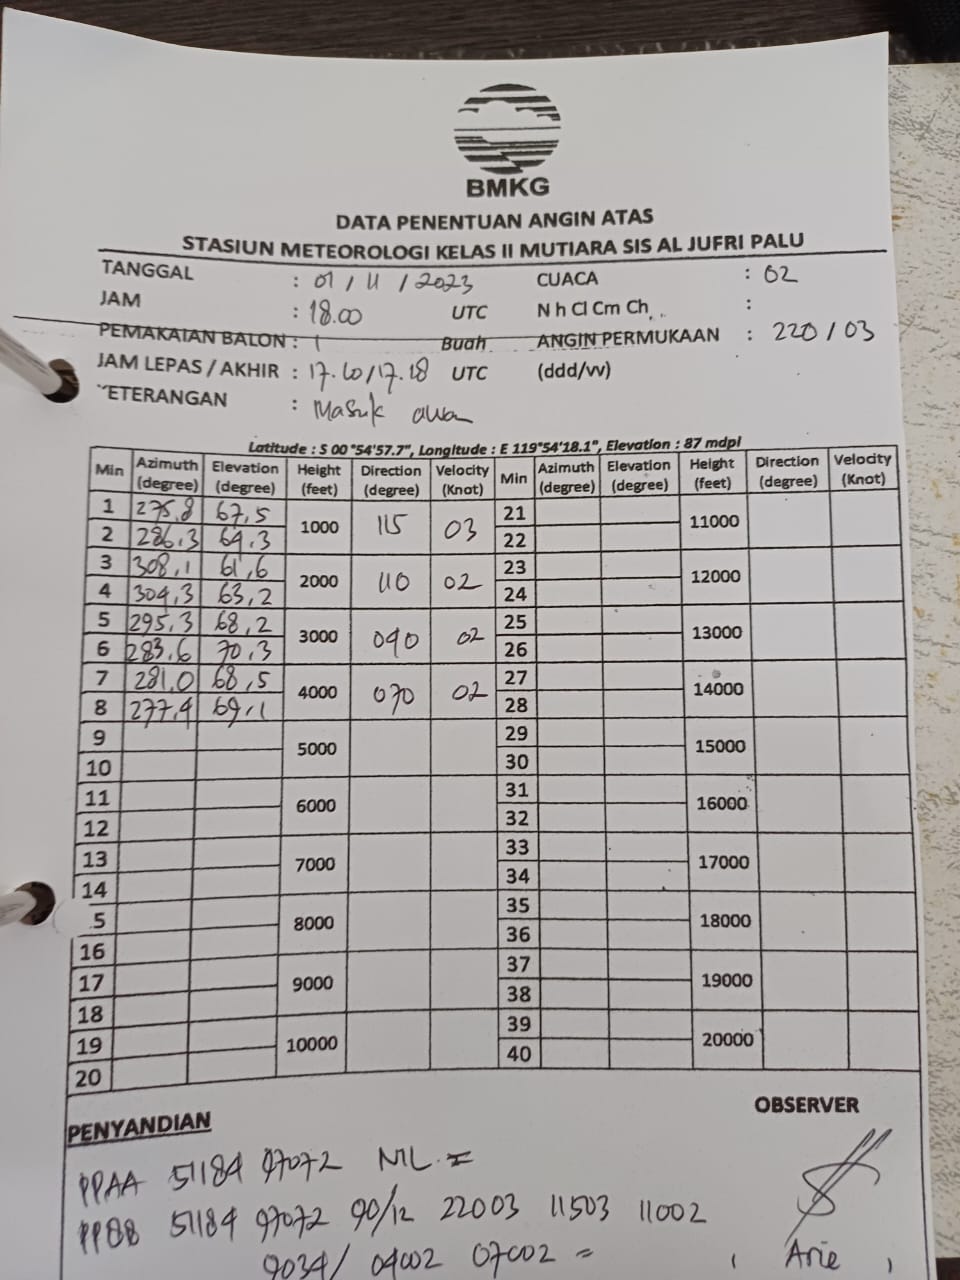 BMKG
DATA PENENTUAN ANGIN ATAS
STASIUN METEOROLOGI KELAS II MUTIARA SIS AL JUFRI PALU
TANGGAL : 01 / 11 / 2023 CUACA : 02
JAM : 18.00 UTC N h Cl Cm Ch :
PEMAKAIAN BALON : 1 Buah ANGIN PERMUKAAN : 220 / 03
JAM LEPAS / AKHIR : 17.10/17.18 UTC (ddd/vv)
KETERANGAN : Masuk awan
Latitude : S 00 °54'57.7", Longitude : E 119°54'18.1", Elevation : 87 mdpl
Min Azimuth (degree) Elevation (degree) Height (feet) Direction (degree) Velocity (Knot) Min Azimuth (degree) Elevation (degree) Height (feet) Direction (degree) Velocity (Knot)
1 275,8 67,5 1000 115 03 21 11000
2 286,3 64,3 22
3 308,1 61,6 2000 110 02 23 12000
4 304,3 63,2 24
5 295,3 68,2 3000 090 02 25 13000
6 283,6 70,3 26
7 281,0 68,5 4000 070 02 27 14000
8 277,4 69,1 28
9 5000 29 15000
10 30
11 6000 31 16000
12 32
13 7000 33 17000
14 34
5 8000 35 18000
16 36
17 9000 37 19000
18 38
19 10000 39 20000
20 40
PENYANDIAN OBSERVER
PPAA 51184 97072 NIL =
PPBB 51184 97072 90/12 22003 11503 11002
9034/ 09002 07002 =
( Arie )